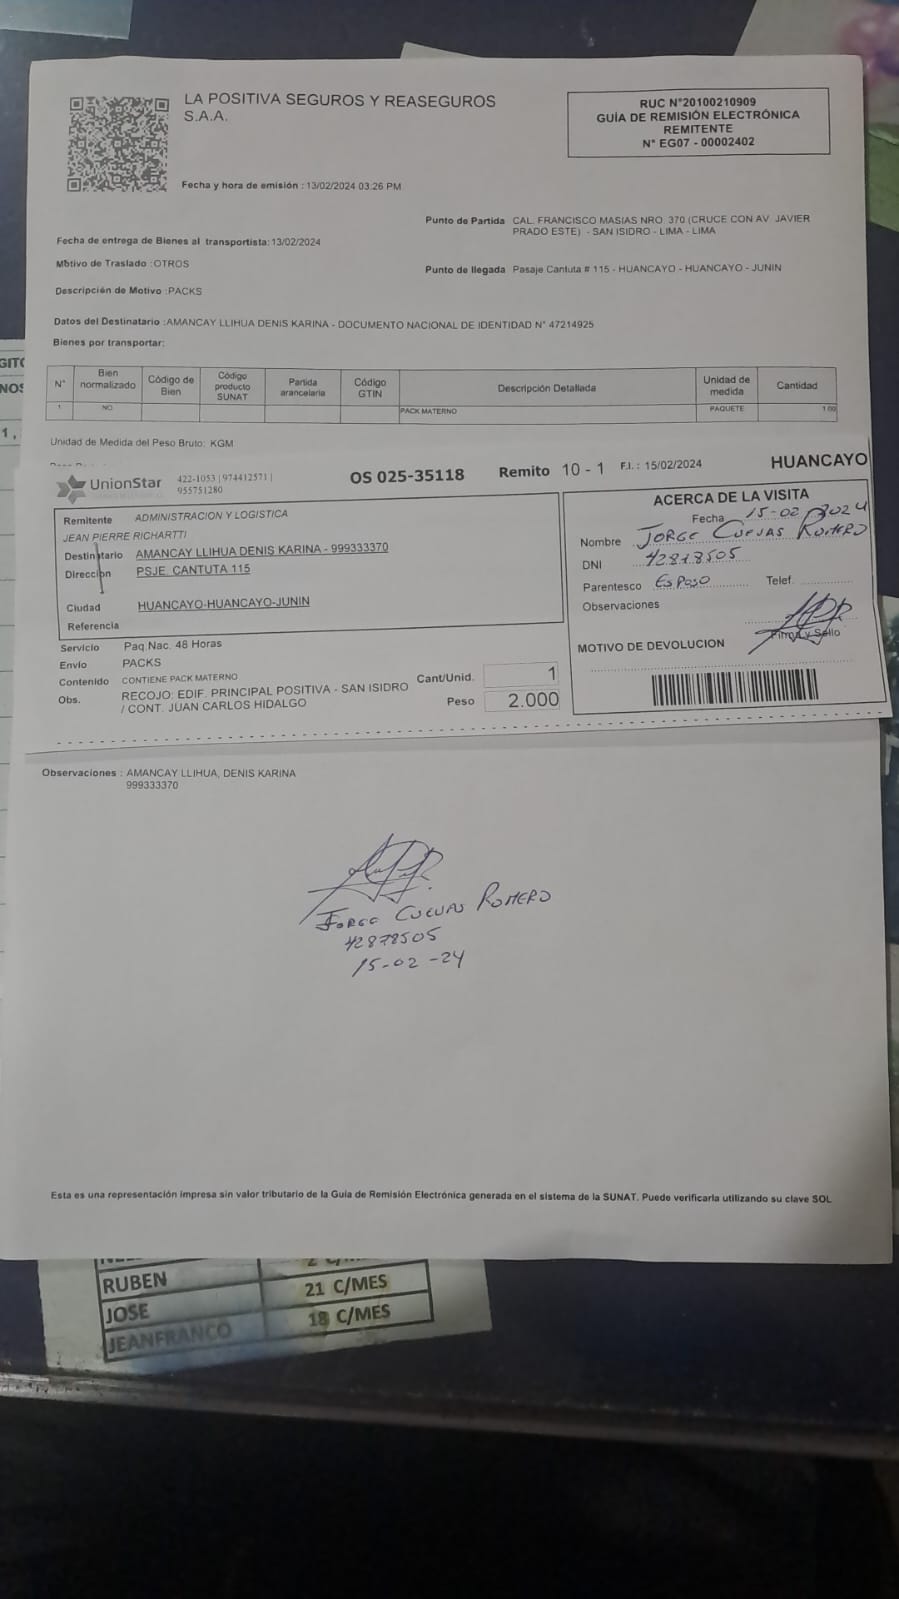 LA POSITIVA SEGUROS Y REASEGUROS
S.A.A.
RUC N°20100210909
GUÍA DE REMISIÓN ELECTRÓNICA
REMITENTE
N° EG07 - 00002402
Fecha y hora de emisión : 13/02/2024 03:26 PM
Punto de Partida CAL. FRANCISCO MASIAS NRO. 370 (CRUCE CON AV. JAVIER
PRADO ESTE) - SAN ISIDRO - LIMA - LIMA
Fecha de entrega de Bienes al transportista: 13/02/2024
Motivo de Traslado : OTROS
Punto de llegada Pasaje Cantuta # 115 - HUANCAYO - HUANCAYO - JUNIN
Descripción de Motivo : PACKS
Datos del Destinatario : AMANCAY LLIHUA DENIS KARINA - DOCUMENTO NACIONAL DE IDENTIDAD N° 47214925
Bienes por transportar:
N° Bien normalizado Código de Bien Código producto SUNAT Partida arancelaria Código GTIN Descripción Detallada Unidad de medida Cantidad
1 NO PACK MATERNO PAQUETE 1.00
Unidad de Medida del Peso Bruto: KGM
UnionStar 422-1053 | 974412571 |
955751280
OS 025-35118 Remito 10 - 1 F.I. : 15/02/2024 HUANCAYO
Remitente ADMINISTRACION Y LOGISTICA
JEAN PIERRE RICHARTTI
Destinatario AMANCAY LLIHUA DENIS KARINA - 999333370
Dirección PSJE. CANTUTA 115
Ciudad HUANCAYO-HUANCAYO-JUNIN
Referencia
Servicio Paq.Nac. 48 Horas
Envio PACKS
Contenido CONTIENE PACK MATERNO
Obs. RECOJO: EDIF. PRINCIPAL POSITIVA - SAN ISIDRO
/ CONT. JUAN CARLOS HIDALGO
Cant/Unid. 1
Peso 2.000
ACERCA DE LA VISITA
Fecha 15-02-2024
Nombre JORGE CUEVAS ROMERO
DNI 42878505
Parentesco ESPOSO Telef.
Observaciones
Firma y Sello
MOTIVO DE DEVOLUCION
Observaciones : AMANCAY LLIHUA, DENIS KARINA
999333370
JORGE CUEVAS ROMERO
42878505
15-02-24
Esta es una representación impresa sin valor tributario de la Guía de Remisión Electrónica generada en el sistema de la SUNAT. Puede verificarla utilizando su clave SOL
RUBEN 21 C/MES
JOSE 18 C/MES
JEANFRANCO